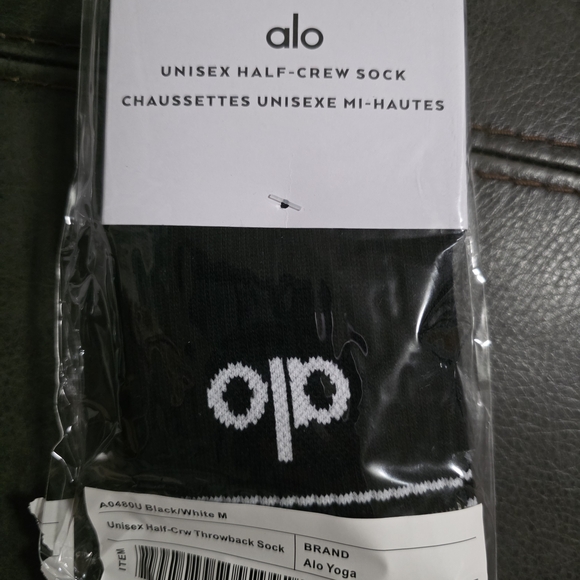 alo
UNISEX HALF-CREW SOCK
CHAUSSETTES UNISEXE MI-HAUTES
alo
A0480U Black/White M
Unisex Half-Crw Throwback Sock
BRAND
Alo Yoga
ITEM